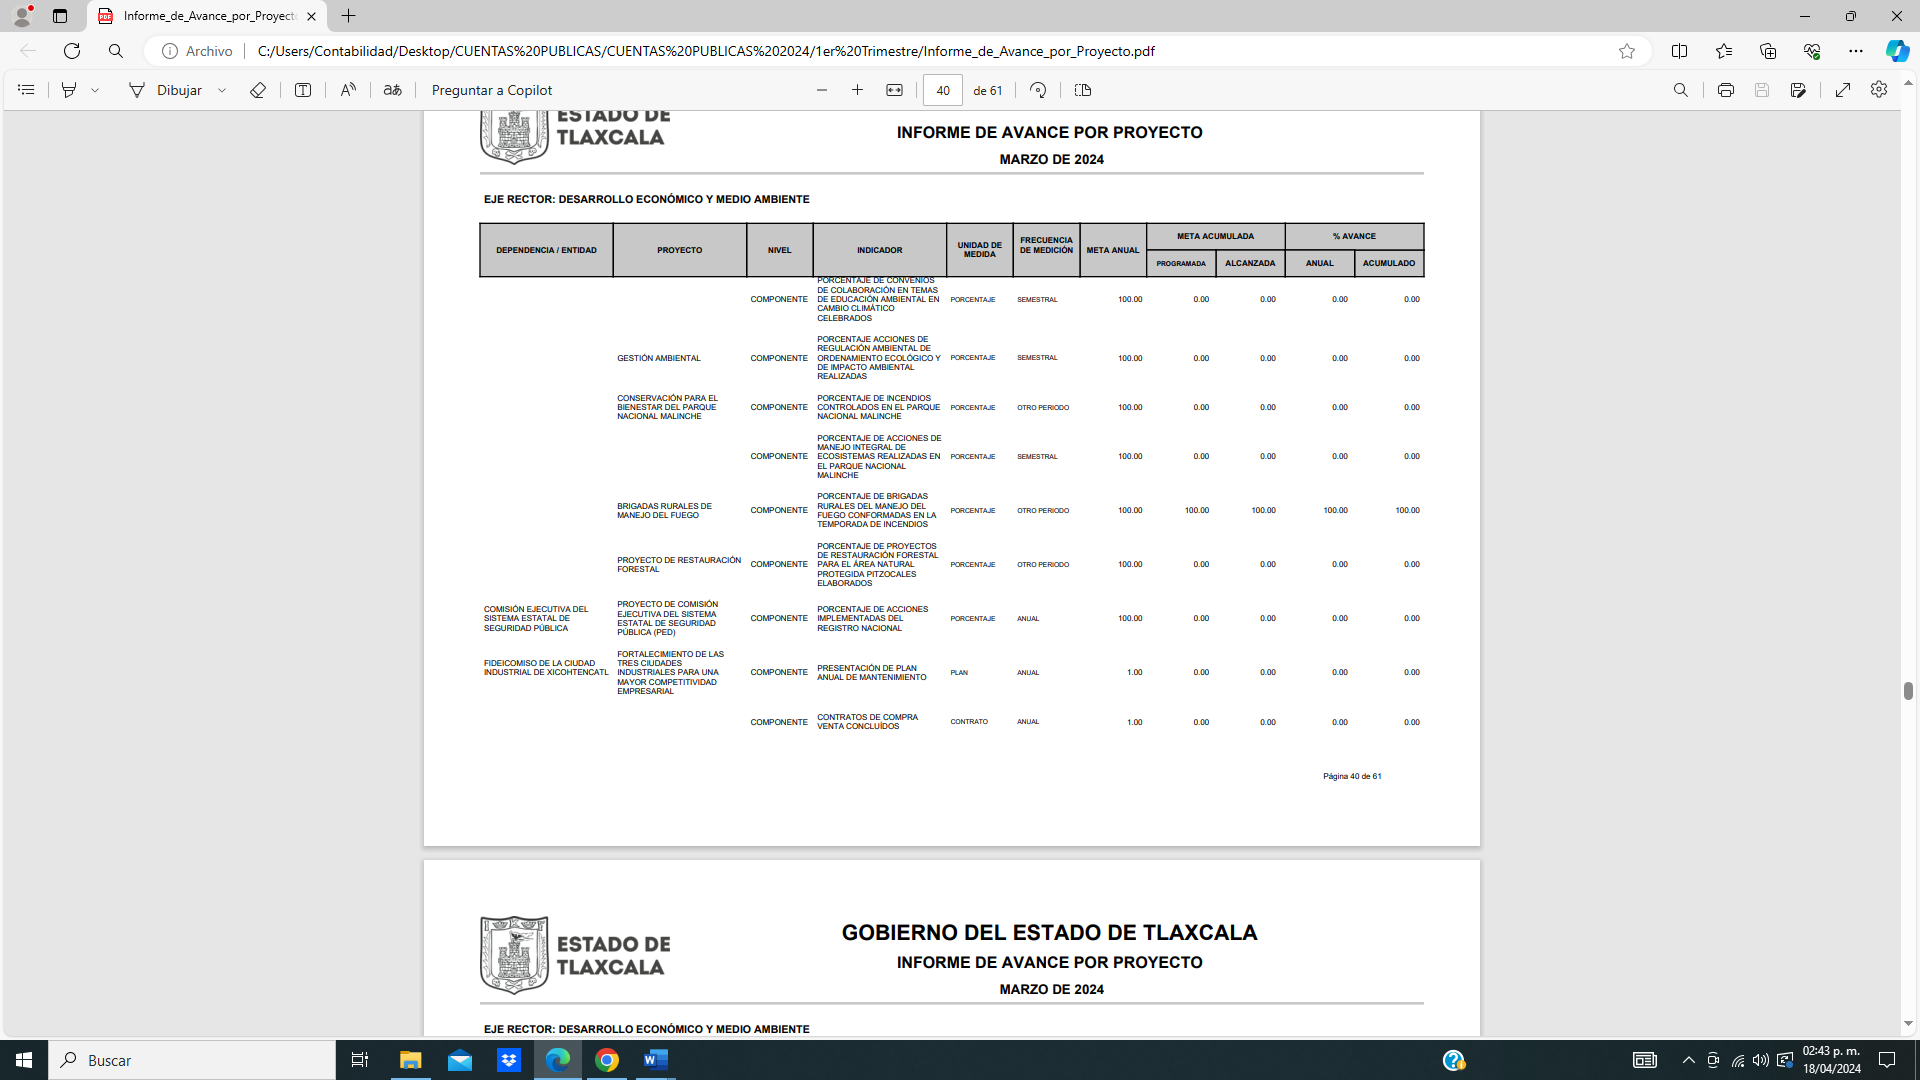 Informe_de_Avance_por_Proyecto
Archivo
C:/Users/Contabilidad/Desktop/CUENTAS%20PUBLICAS/CUENTAS%20PUBLICAS%202024/1er%20Trimestre/Informe_de_Avance_por_Proyecto.pdf
Dibujar
aあ
Preguntar a Copilot
40
de 61
ESTADO DE
TLAXCALA
INFORME DE AVANCE POR PROYECTO
MARZO DE 2024
EJE RECTOR: DESARROLLO ECONÓMICO Y MEDIO AMBIENTE
DEPENDENCIA / ENTIDAD
PROYECTO
NIVEL
INDICADOR
UNIDAD DE
MEDIDA
FRECUENCIA
DE MEDICIÓN
META ANUAL
META ACUMULADA
PROGRAMADA
ALCANZADA
% AVANCE
ANUAL
ACUMULADO
COMPONENTE
PORCENTAJE DE CONVENIOS
DE COLABORACIÓN EN TEMAS
DE EDUCACIÓN AMBIENTAL EN
CAMBIO CLIMÁTICO
CELEBRADOS
PORCENTAJE
SEMESTRAL
100.00
0.00
0.00
0.00
0.00
GESTIÓN AMBIENTAL
COMPONENTE
PORCENTAJE ACCIONES DE
REGULACIÓN AMBIENTAL DE
ORDENAMIENTO ECOLÓGICO Y
DE IMPACTO AMBIENTAL
REALIZADAS
PORCENTAJE
SEMESTRAL
100.00
0.00
0.00
0.00
0.00
CONSERVACIÓN PARA EL
BIENESTAR DEL PARQUE
NACIONAL MALINCHE
COMPONENTE
PORCENTAJE DE INCENDIOS
CONTROLADOS EN EL PARQUE
NACIONAL MALINCHE
PORCENTAJE
OTRO PERIODO
100.00
0.00
0.00
0.00
0.00
COMPONENTE
PORCENTAJE DE ACCIONES DE
MANEJO INTEGRAL DE
ECOSISTEMAS REALIZADAS EN
EL PARQUE NACIONAL
MALINCHE
PORCENTAJE
SEMESTRAL
100.00
0.00
0.00
0.00
0.00
BRIGADAS RURALES DE
MANEJO DEL FUEGO
COMPONENTE
PORCENTAJE DE BRIGADAS
RURALES DEL MANEJO DEL
FUEGO CONFORMADAS EN LA
TEMPORADA DE INCENDIOS
PORCENTAJE
OTRO PERIODO
100.00
100.00
100.00
100.00
100.00
PROYECTO DE RESTAURACIÓN
FORESTAL
COMPONENTE
PORCENTAJE DE PROYECTOS
DE RESTAURACIÓN FORESTAL
PARA EL ÁREA NATURAL
PROTEGIDA PITZOCALES
ELABORADOS
PORCENTAJE
OTRO PERIODO
100.00
0.00
0.00
0.00
0.00
COMISIÓN EJECUTIVA DEL
SISTEMA ESTATAL DE
SEGURIDAD PÚBLICA
PROYECTO DE COMISIÓN
EJECUTIVA DEL SISTEMA
ESTATAL DE SEGURIDAD
PÚBLICA (PED)
COMPONENTE
PORCENTAJE DE ACCIONES
IMPLEMENTADAS DEL
REGISTRO NACIONAL
PORCENTAJE
ANUAL
100.00
0.00
0.00
0.00
0.00
FIDEICOMISO DE LA CIUDAD
INDUSTRIAL DE XICOHTENCATL
FORTALECIMIENTO DE LAS
TRES CIUDADES
INDUSTRIALES PARA UNA
MAYOR COMPETITIVIDAD
EMPRESARIAL
COMPONENTE
PRESENTACIÓN DE PLAN
ANUAL DE MANTENIMIENTO
PLAN
ANUAL
1.00
0.00
0.00
0.00
0.00
COMPONENTE
CONTRATOS DE COMPRA
VENTA CONCLUÍDOS
CONTRATO
ANUAL
1.00
0.00
0.00
0.00
0.00
Página 40 de 61
ESTADO DE
TLAXCALA
GOBIERNO DEL ESTADO DE TLAXCALA
INFORME DE AVANCE POR PROYECTO
MARZO DE 2024
EJE RECTOR: DESARROLLO ECONÓMICO Y MEDIO AMBIENTE
Buscar
02:43 p. m.
18/04/2024